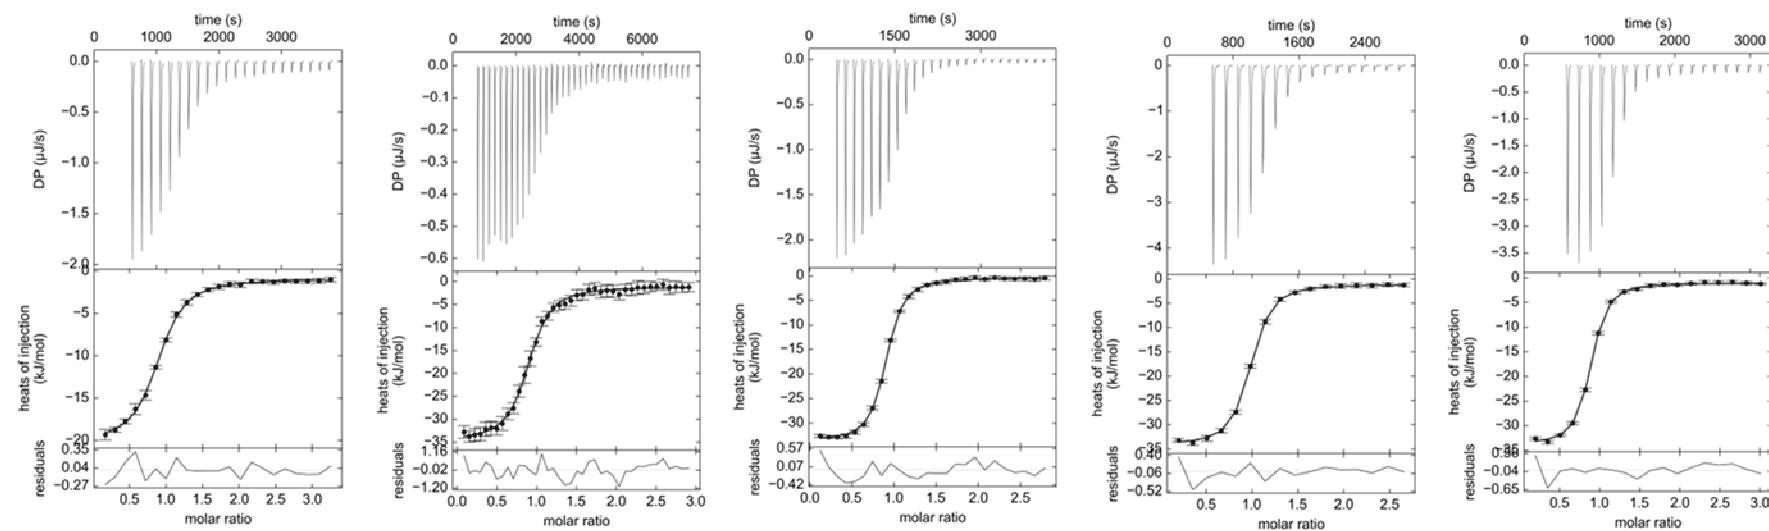 time (s)
0 1000 2000 3000
DP (μJ/s)
0.0
−0.5
−1.0
−1.5
−2.0
heats of injection
(kJ/mol)
−5
−10
−15
−20
residuals
0.35
0.04
−0.27
0.5 1.0 1.5 2.0 2.5 3.0
molar ratio
time (s)
0 2000 4000 6000
DP (μJ/s)
0.0
−0.1
−0.2
−0.3
−0.4
−0.5
−0.6
heats of injection
(kJ/mol)
0
−5
−10
−15
−20
−25
−30
−35
residuals
1.16
−0.02
−1.20
0.0 0.5 1.0 1.5 2.0 2.5 3.0
molar ratio
time (s)
0 1500 3000
DP (μJ/s)
0.0
−0.5
−1.0
−1.5
−2.0
heats of injection
(kJ/mol)
0
−5
−10
−15
−20
−25
−30
residuals
0.57
0.07
−0.42
0.0 0.5 1.0 1.5 2.0 2.5
molar ratio
time (s)
0 800 1600 2400
DP (μJ/s)
0
−1
−2
−3
−4
heats of injection
(kJ/mol)
0
−5
−10
−15
−20
−25
−30
residuals
−0.06
−0.52
0.5 1.0 1.5 2.0 2.5
molar ratio
time (s)
0 1000 2000 3000
DP (μJ/s)
0.0
−0.5
−1.0
−1.5
−2.0
−2.5
−3.0
−3.5
heats of injection
(kJ/mol)
0
−5
−10
−15
−20
−25
−30
residuals
−0.04
−0.65
0.0 0.5 1.0 1.5 2.0 2.5 3.0
molar ratio